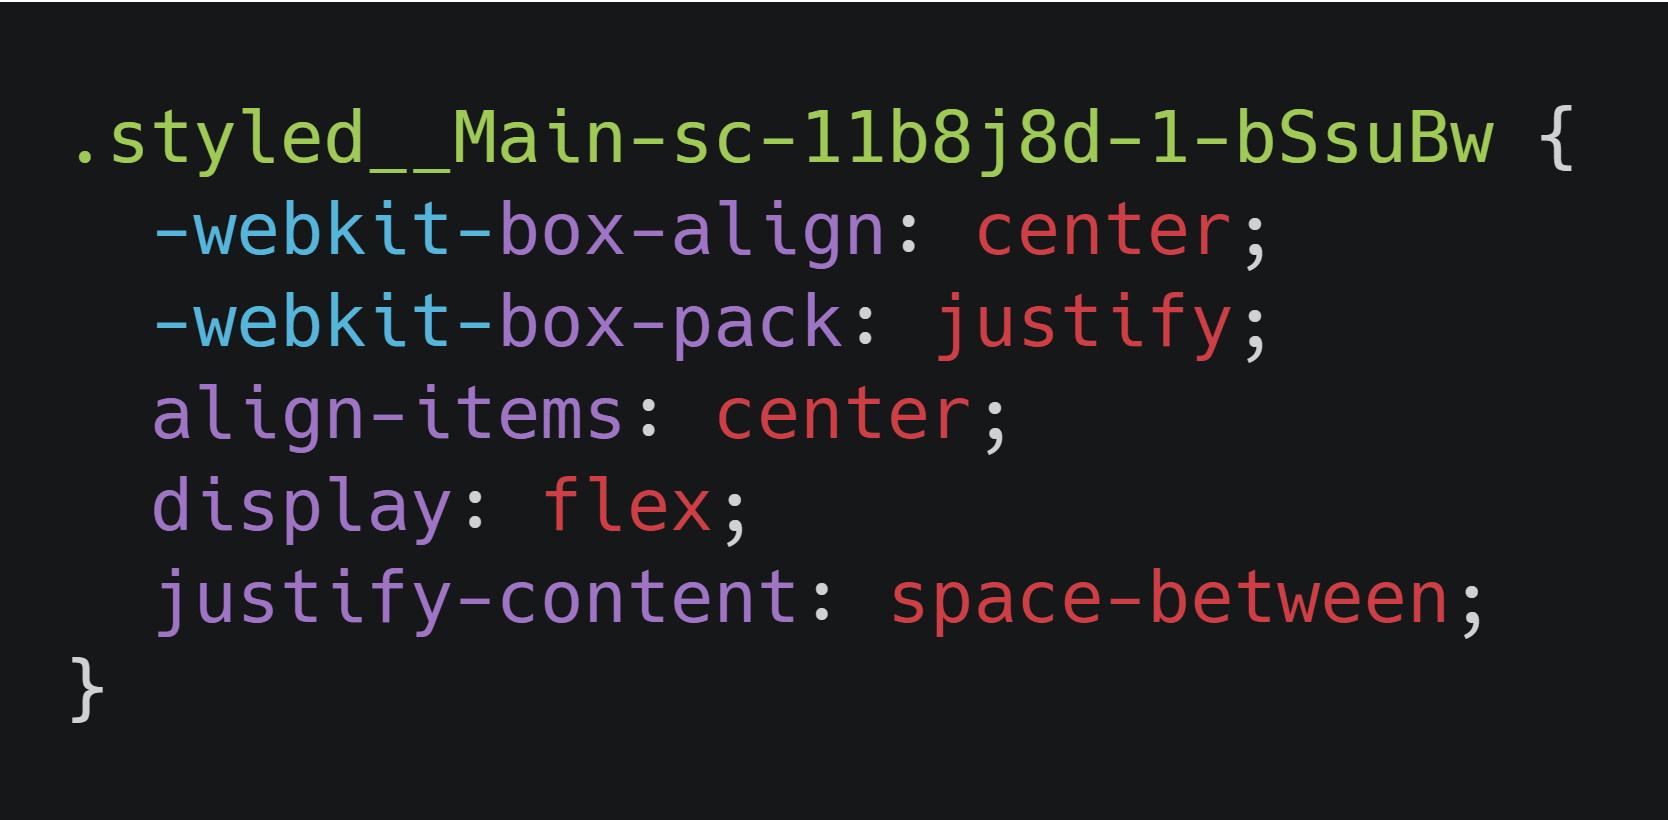 .styled__Main-sc-11b8j8d-1-bSsuBw {
-webkit-box-align: center;
-webkit-box-pack: justify;
align-items: center;
display: flex;
justify-content: space-between;
}